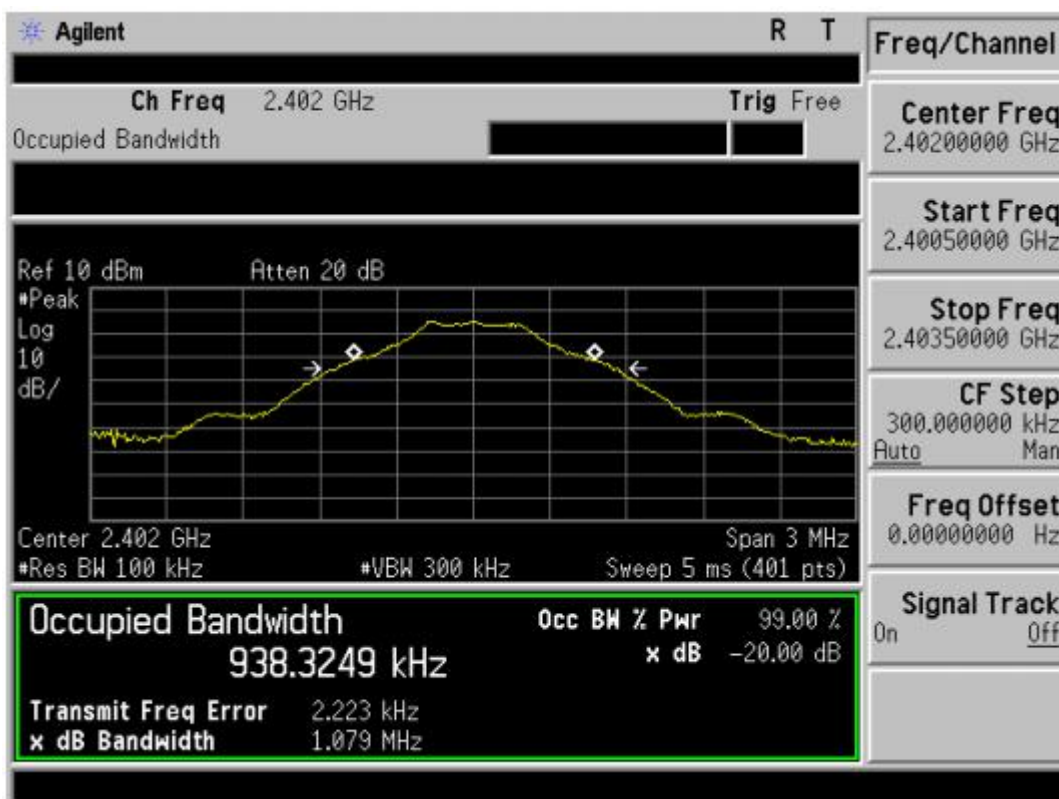 Agilent
R T
Freq/Channel
Ch Freq 2.402 GHz
Trig Free
Occupied Bandwidth
Center Freq
2.40200000 GHz
Start Freq
2.40050000 GHz
Stop Freq
2.40350000 GHz
CF Step
300.000000 kHz
Auto Man
Freq Offset
0.00000000 Hz
Signal Track
On Off
Ref 10 dBm
Atten 20 dB
#Peak
Log
10
dB/
Center 2.402 GHz
Span 3 MHz
#Res BW 100 kHz
#VBW 300 kHz
Sweep 5 ms (401 pts)
Occupied Bandwidth
938.3249 kHz
Occ BW % Pwr 99.00 %
x dB -20.00 dB
Transmit Freq Error 2.223 kHz
x dB Bandwidth 1.079 MHz